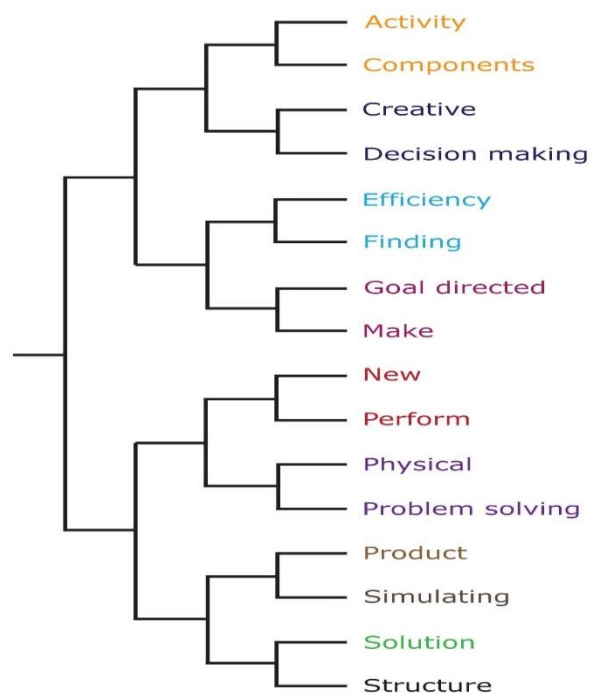 Activity
Components
Creative
Decision making
Efficiency
Finding
Goal directed
Make
New
Perform
Physical
Problem solving
Product
Simulating
Solution
Structure